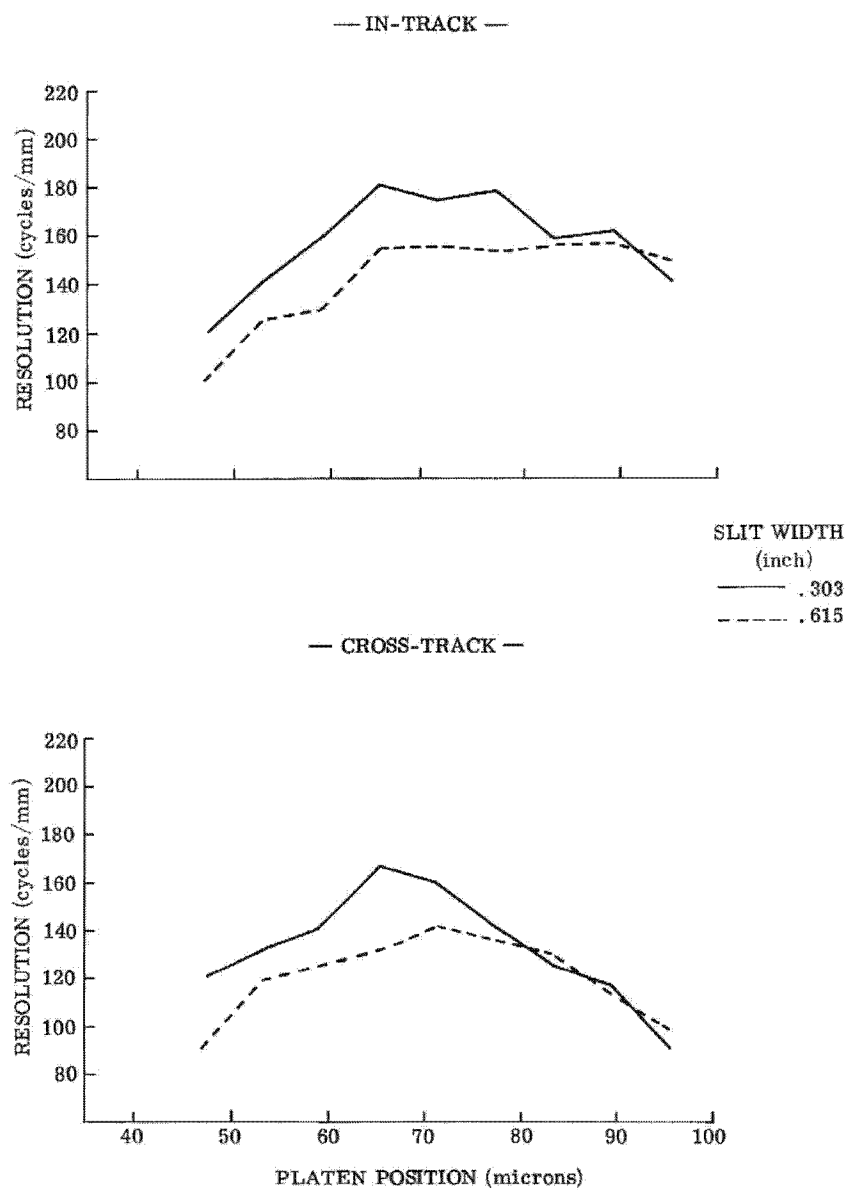 — IN-TRACK —
220
200
180
160
140
120
100
80
RESOLUTION (cycles/mm)
SLIT WIDTH
(inch)
.303
.615
— CROSS-TRACK —
220
200
180
160
140
120
100
80
RESOLUTION (cycles/mm)
40 50 60 70 80 90 100
PLATEN POSITION (microns)